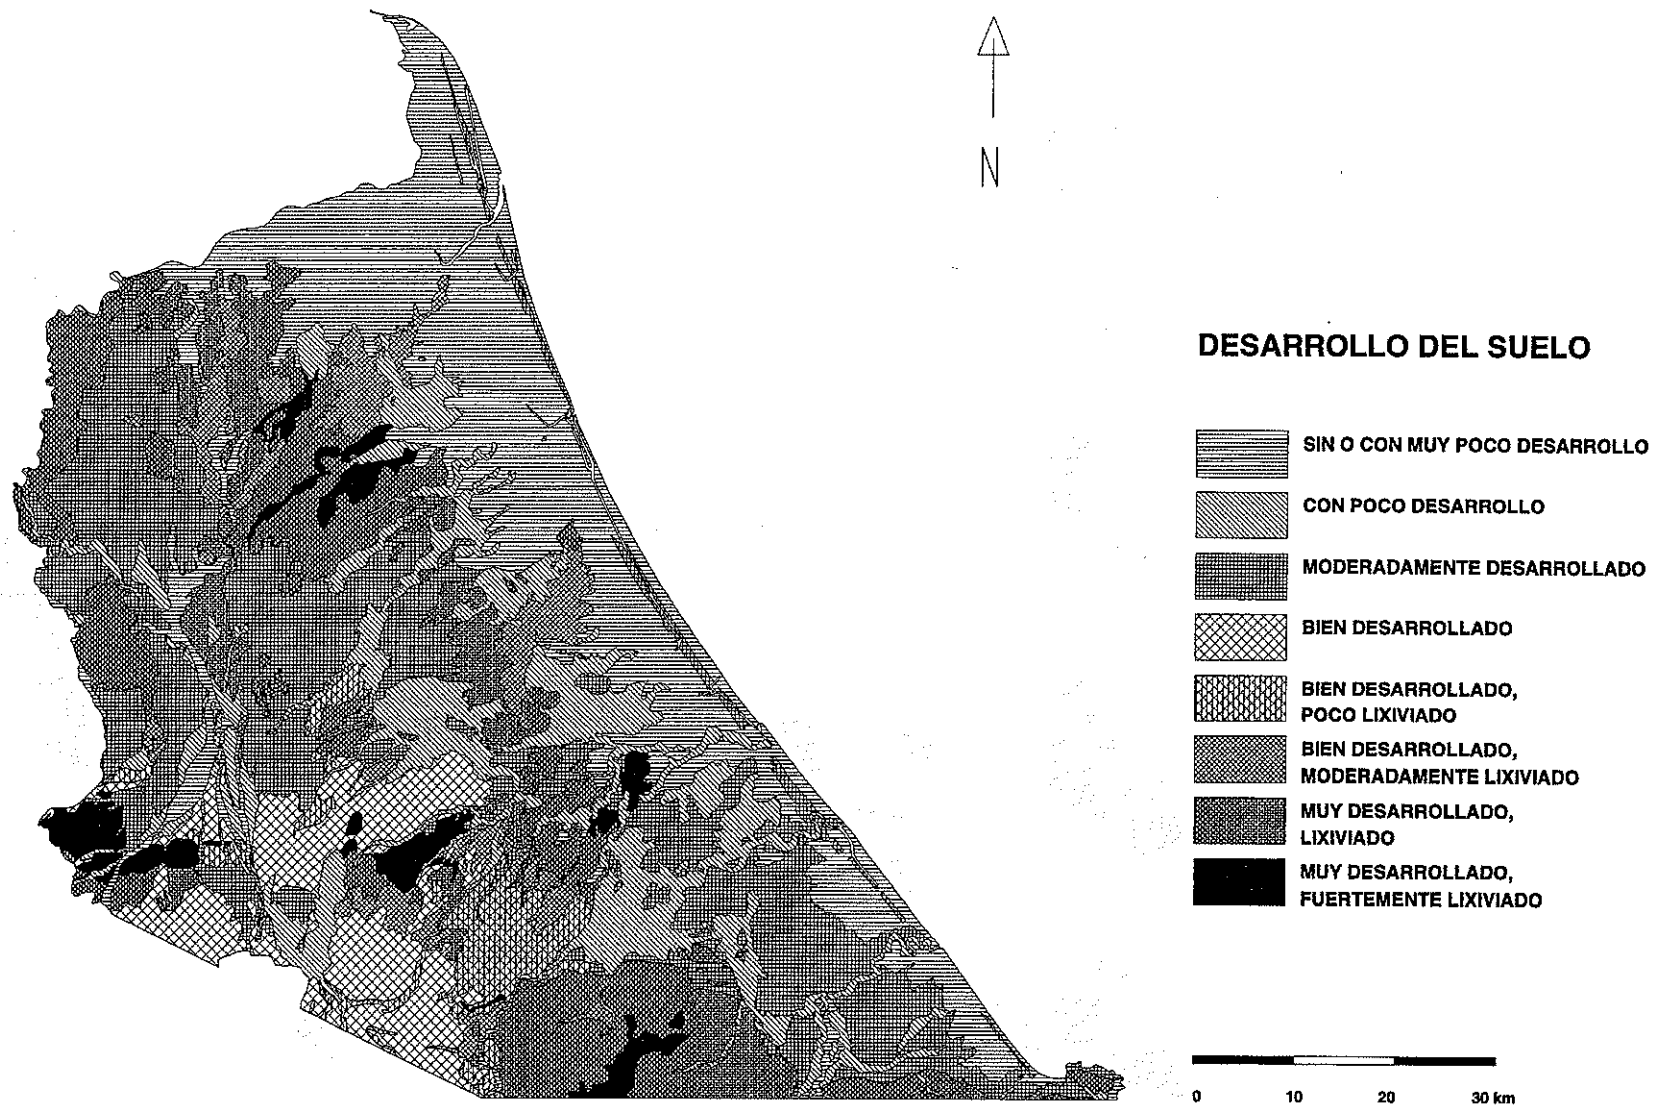 N
DESARROLLO DEL SUELO
SIN O CON MUY POCO DESARROLLO
CON POCO DESARROLLO
MODERADAMENTE DESARROLLADO
BIEN DESARROLLADO
BIEN DESARROLLADO,
POCO LIXIVIADO
BIEN DESARROLLADO,
MODERADAMENTE LIXIVIADO
MUY DESARROLLADO,
LIXIVIADO
MUY DESARROLLADO,
FUERTEMENTE LIXIVIADO
0 10 20 30 km